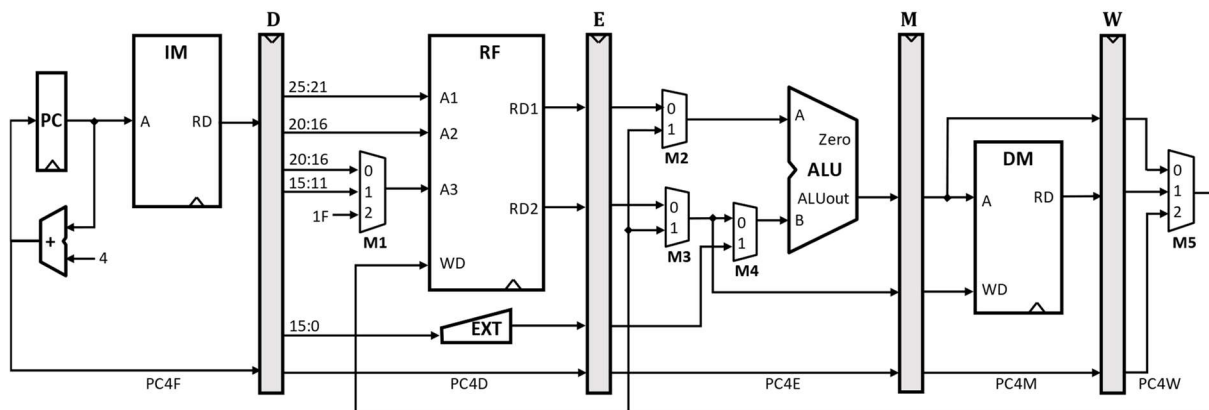 D
E
M
W
IM
PC
A
RD
+
4
25:21
20:16
20:16
15:11
1F
0
1
2
M1
15:0
RF
A1
A2
A3
WD
RD1
RD2
EXT
0
1
M2
0
1
M3
0
1
M4
A
Zero
ALU
ALUout
B
DM
A
RD
WD
0
1
2
M5
PC4F
PC4D
PC4E
PC4M
PC4W